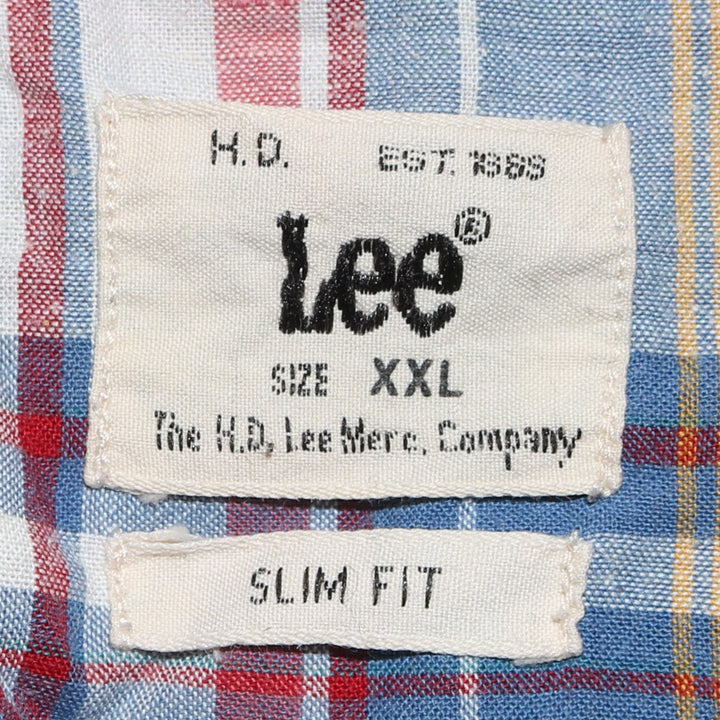 H.D. EST. 1889
Lee®
SIZE XXL
The H.D. Lee Merc. Company
SLIM FIT